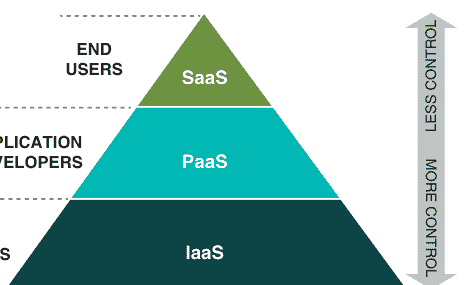 END
USERS
SaaS
PLICATION
VELOPERS
PaaS
S
IaaS
LESS CONTROL
MORE CONTROL